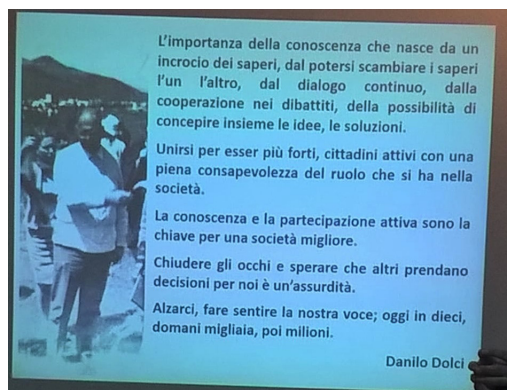 L'importanza della conoscenza che nasce da un
incrocio dei saperi, dal potersi scambiare i saperi
l'un l'altro, dal dialogo continuo, dalla
cooperazione nei dibattiti, della possibilità di
concepire insieme le idee, le soluzioni.
Unirsi per esser più forti, cittadini attivi con una
piena consapevolezza del ruolo che si ha nella
società.
La conoscenza e la partecipazione attiva sono la
chiave per una società migliore.
Chiudere gli occhi e sperare che altri prendano
decisioni per noi è un'assurdità.
Alzarci, fare sentire la nostra voce; oggi in dieci,
domani migliaia, poi milioni.
Danilo Dolci